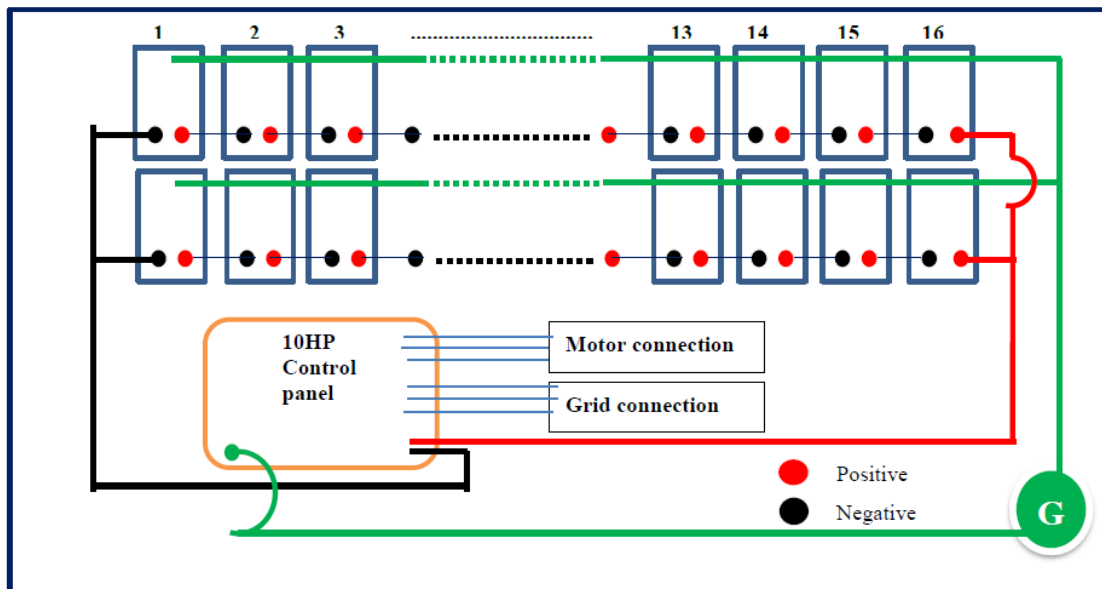 1 2 3 .................................. 13 14 15 16
10HP
Control
panel
Motor connection
Grid connection
Positive
Negative
G